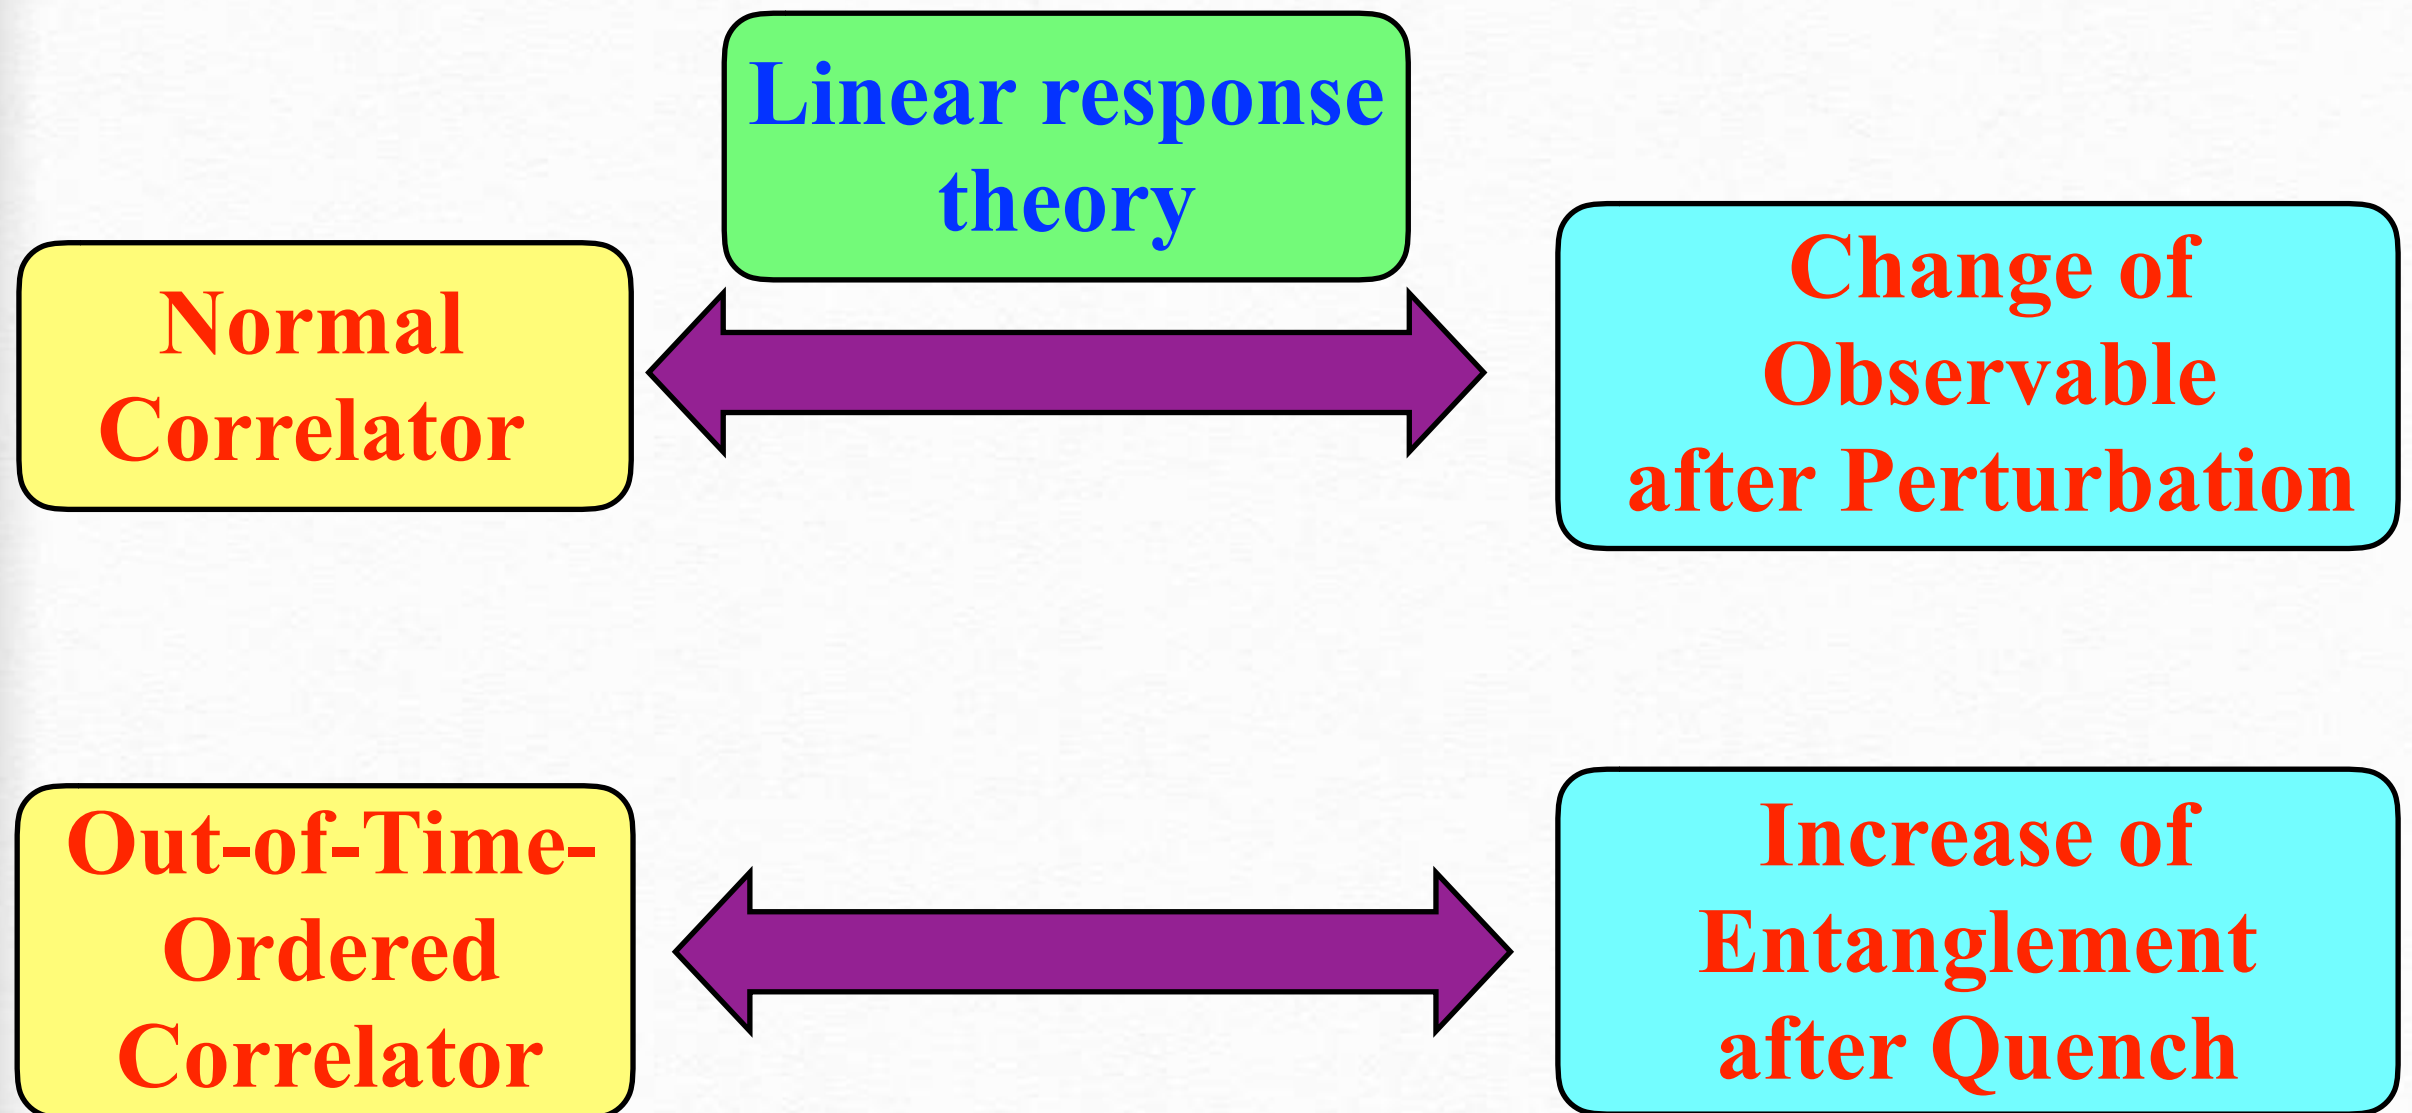 Linear response
theory
Normal
Correlator
Change of
Observable
after Perturbation
Out-of-Time-
Ordered
Correlator
Increase of
Entanglement
after Quench